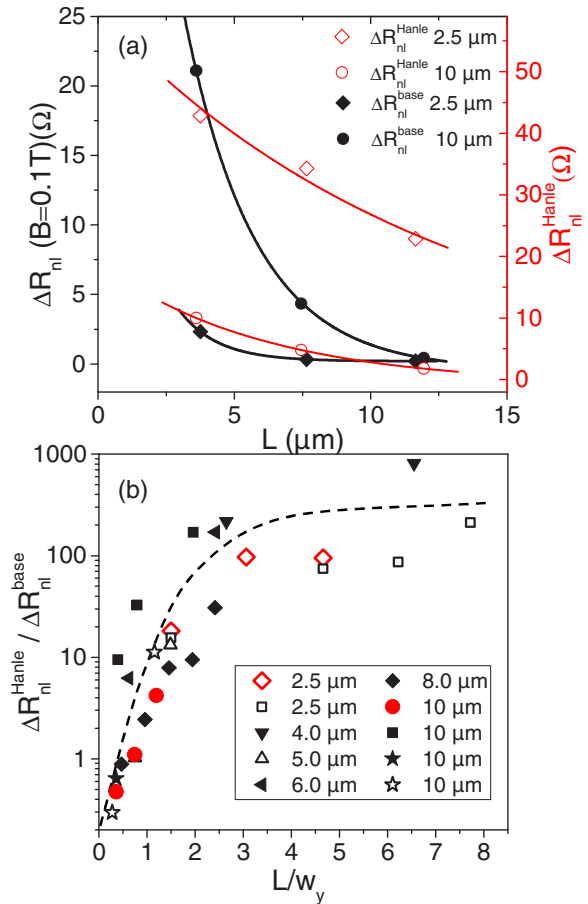 (a)
ΔR_nl^Hanle 2.5 μm
ΔR_nl^Hanle 10 μm
ΔR_nl^base 2.5 μm
ΔR_nl^base 10 μm
25
20
15
10
5
0
ΔR_nl (B=0.1T)(Ω)
50
40
30
20
10
0
ΔR_nl^Hanle(Ω)
0 5 10 15
L (μm)
(b)
1000
100
10
1
ΔR_nl^Hanle / ΔR_nl^base
2.5 μm 8.0 μm
2.5 μm 10 μm
4.0 μm 10 μm
5.0 μm 10 μm
6.0 μm 10 μm
0 1 2 3 4 5 6 7 8
L/w_y